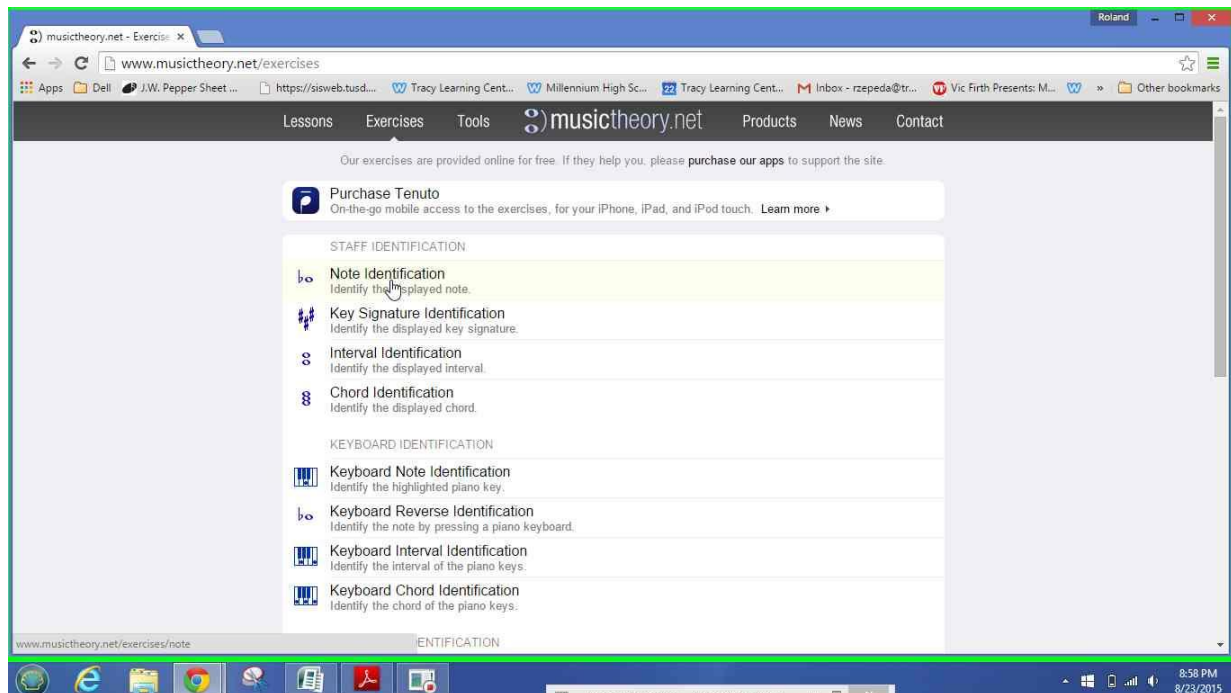 Roland
musictheory.net - Exercise
www.musictheory.net/exercises
Apps Dell J.W. Pepper Sheet ... https://sisweb.tusd.... Tracy Learning Cent... Millennium High Sc... Tracy Learning Cent... Inbox - rzepeda@tr... Vic Firth Presents: M... » Other bookmarks
Lessons Exercises Tools musictheory.net Products News Contact
Our exercises are provided online for free. If they help you, please purchase our apps to support the site.
Purchase Tenuto
On-the-go mobile access to the exercises, for your iPhone, iPad, and iPod touch. Learn more
STAFF IDENTIFICATION
Note Identification
Identify the displayed note.
Key Signature Identification
Identify the displayed key signature.
Interval Identification
Identify the displayed interval.
Chord Identification
Identify the displayed chord.
KEYBOARD IDENTIFICATION
Keyboard Note Identification
Identify the highlighted piano key.
Keyboard Reverse Identification
Identify the note by pressing a piano keyboard.
Keyboard Interval Identification
Identify the interval of the piano keys.
Keyboard Chord Identification
Identify the chord of the piano keys.
www.musictheory.net/exercises/note ENTIFICATION
8:58 PM
8/23/2015